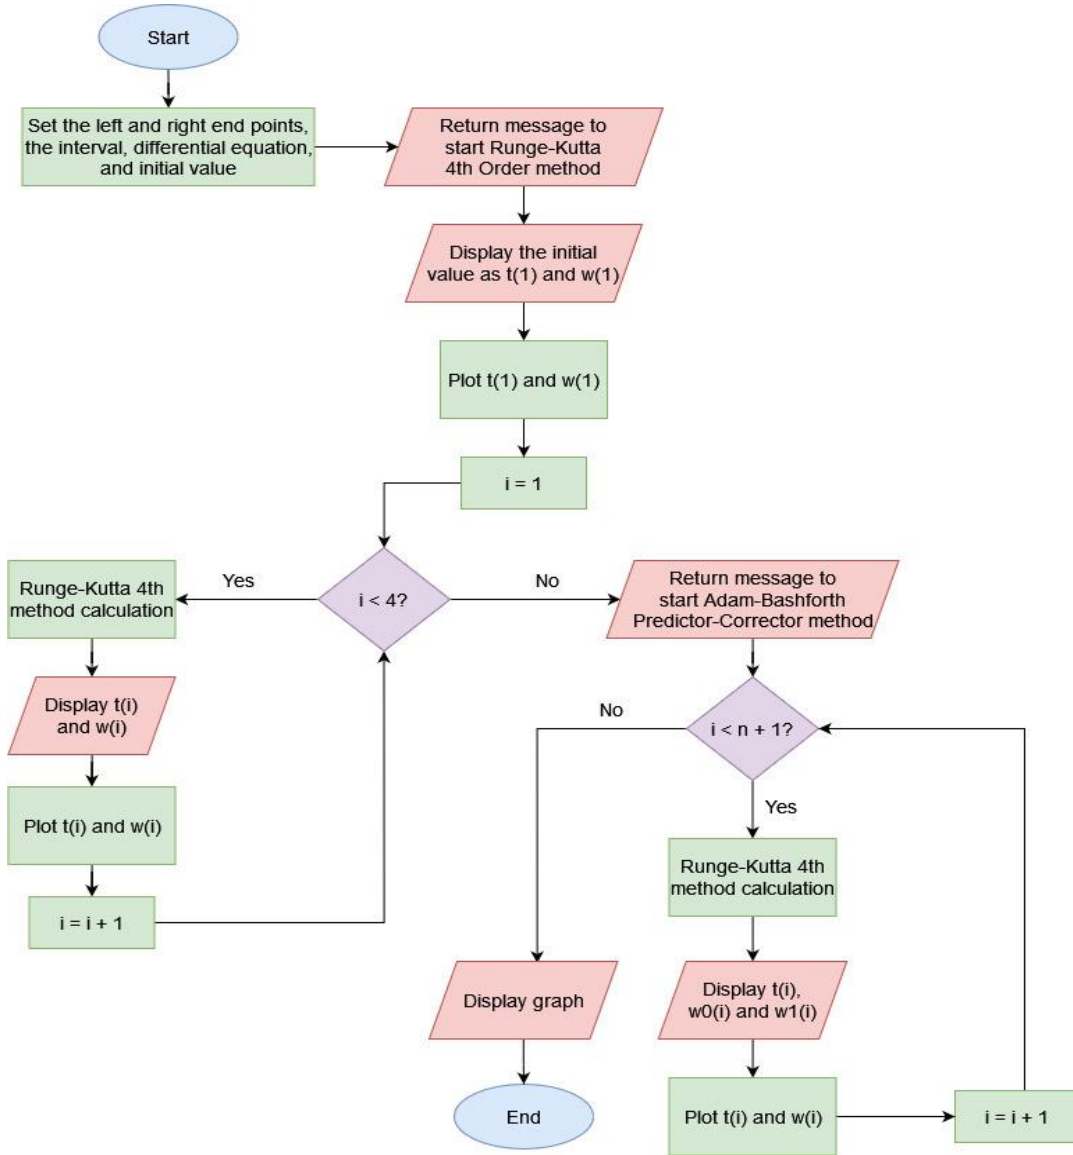 Start
Set the left and right end points,
the interval, differential equation,
and initial value
Return message to
start Runge-Kutta
4th Order method
Display the initial
value as t(1) and w(1)
Plot t(1) and w(1)
i = 1
i < 4?
Yes
No
Runge-Kutta 4th
method calculation
Display t(i)
and w(i)
Plot t(i) and w(i)
i = i + 1
Return message to
start Adam-Bashforth
Predictor-Corrector method
i < n + 1?
No
Yes
Runge-Kutta 4th
method calculation
Display t(i),
w0(i) and w1(i)
Plot t(i) and w(i)
i = i + 1
Display graph
End